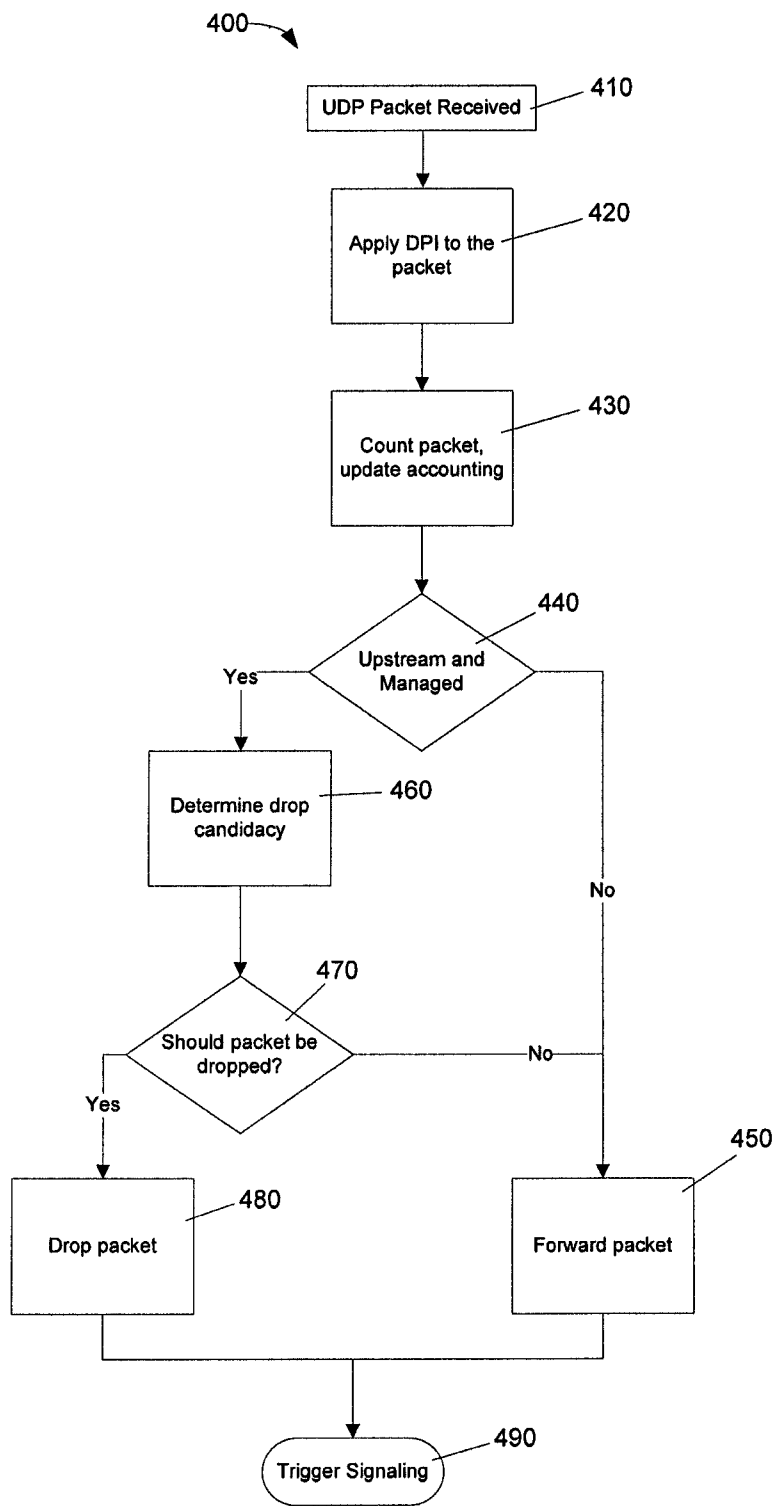 400
UDP Packet Received
410
Apply DPI to the
packet
420
Count packet,
update accounting
430
Upstream and
Managed
440
Yes
No
Determine drop
candidacy
460
Should packet be
dropped?
470
Yes
No
Drop packet
480
Forward packet
450
Trigger Signaling
490